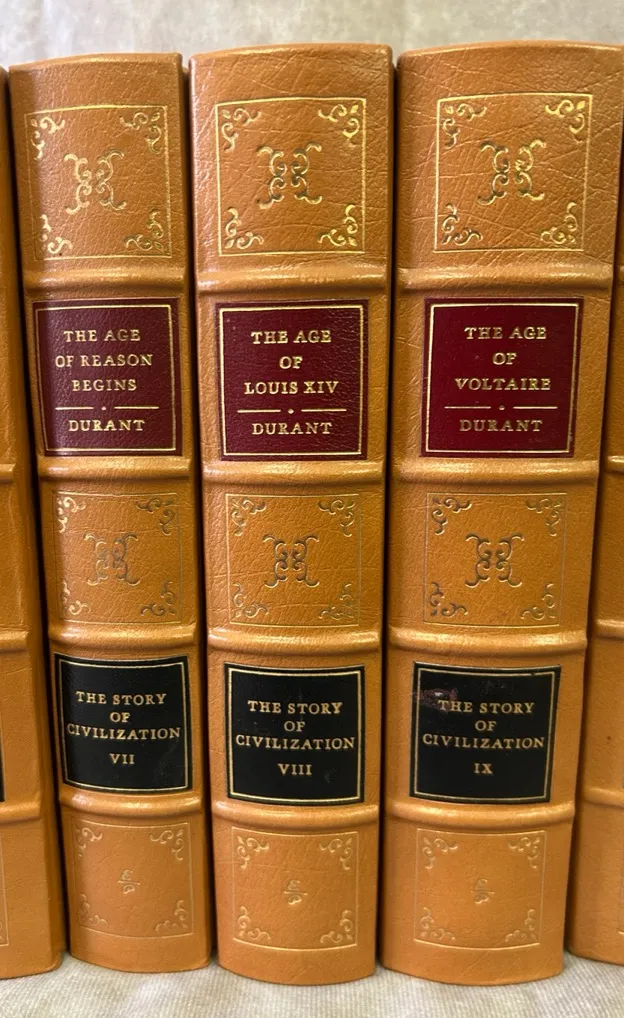 THE AGE
OF REASON
BEGINS
DURANT
THE STORY
OF
CIVILIZATION
VII
THE AGE
OF
LOUIS XIV
DURANT
THE STORY
OF
CIVILIZATION
VIII
THE AGE
OF
VOLTAIRE
DURANT
THE STORY
OF
CIVILIZATION
IX